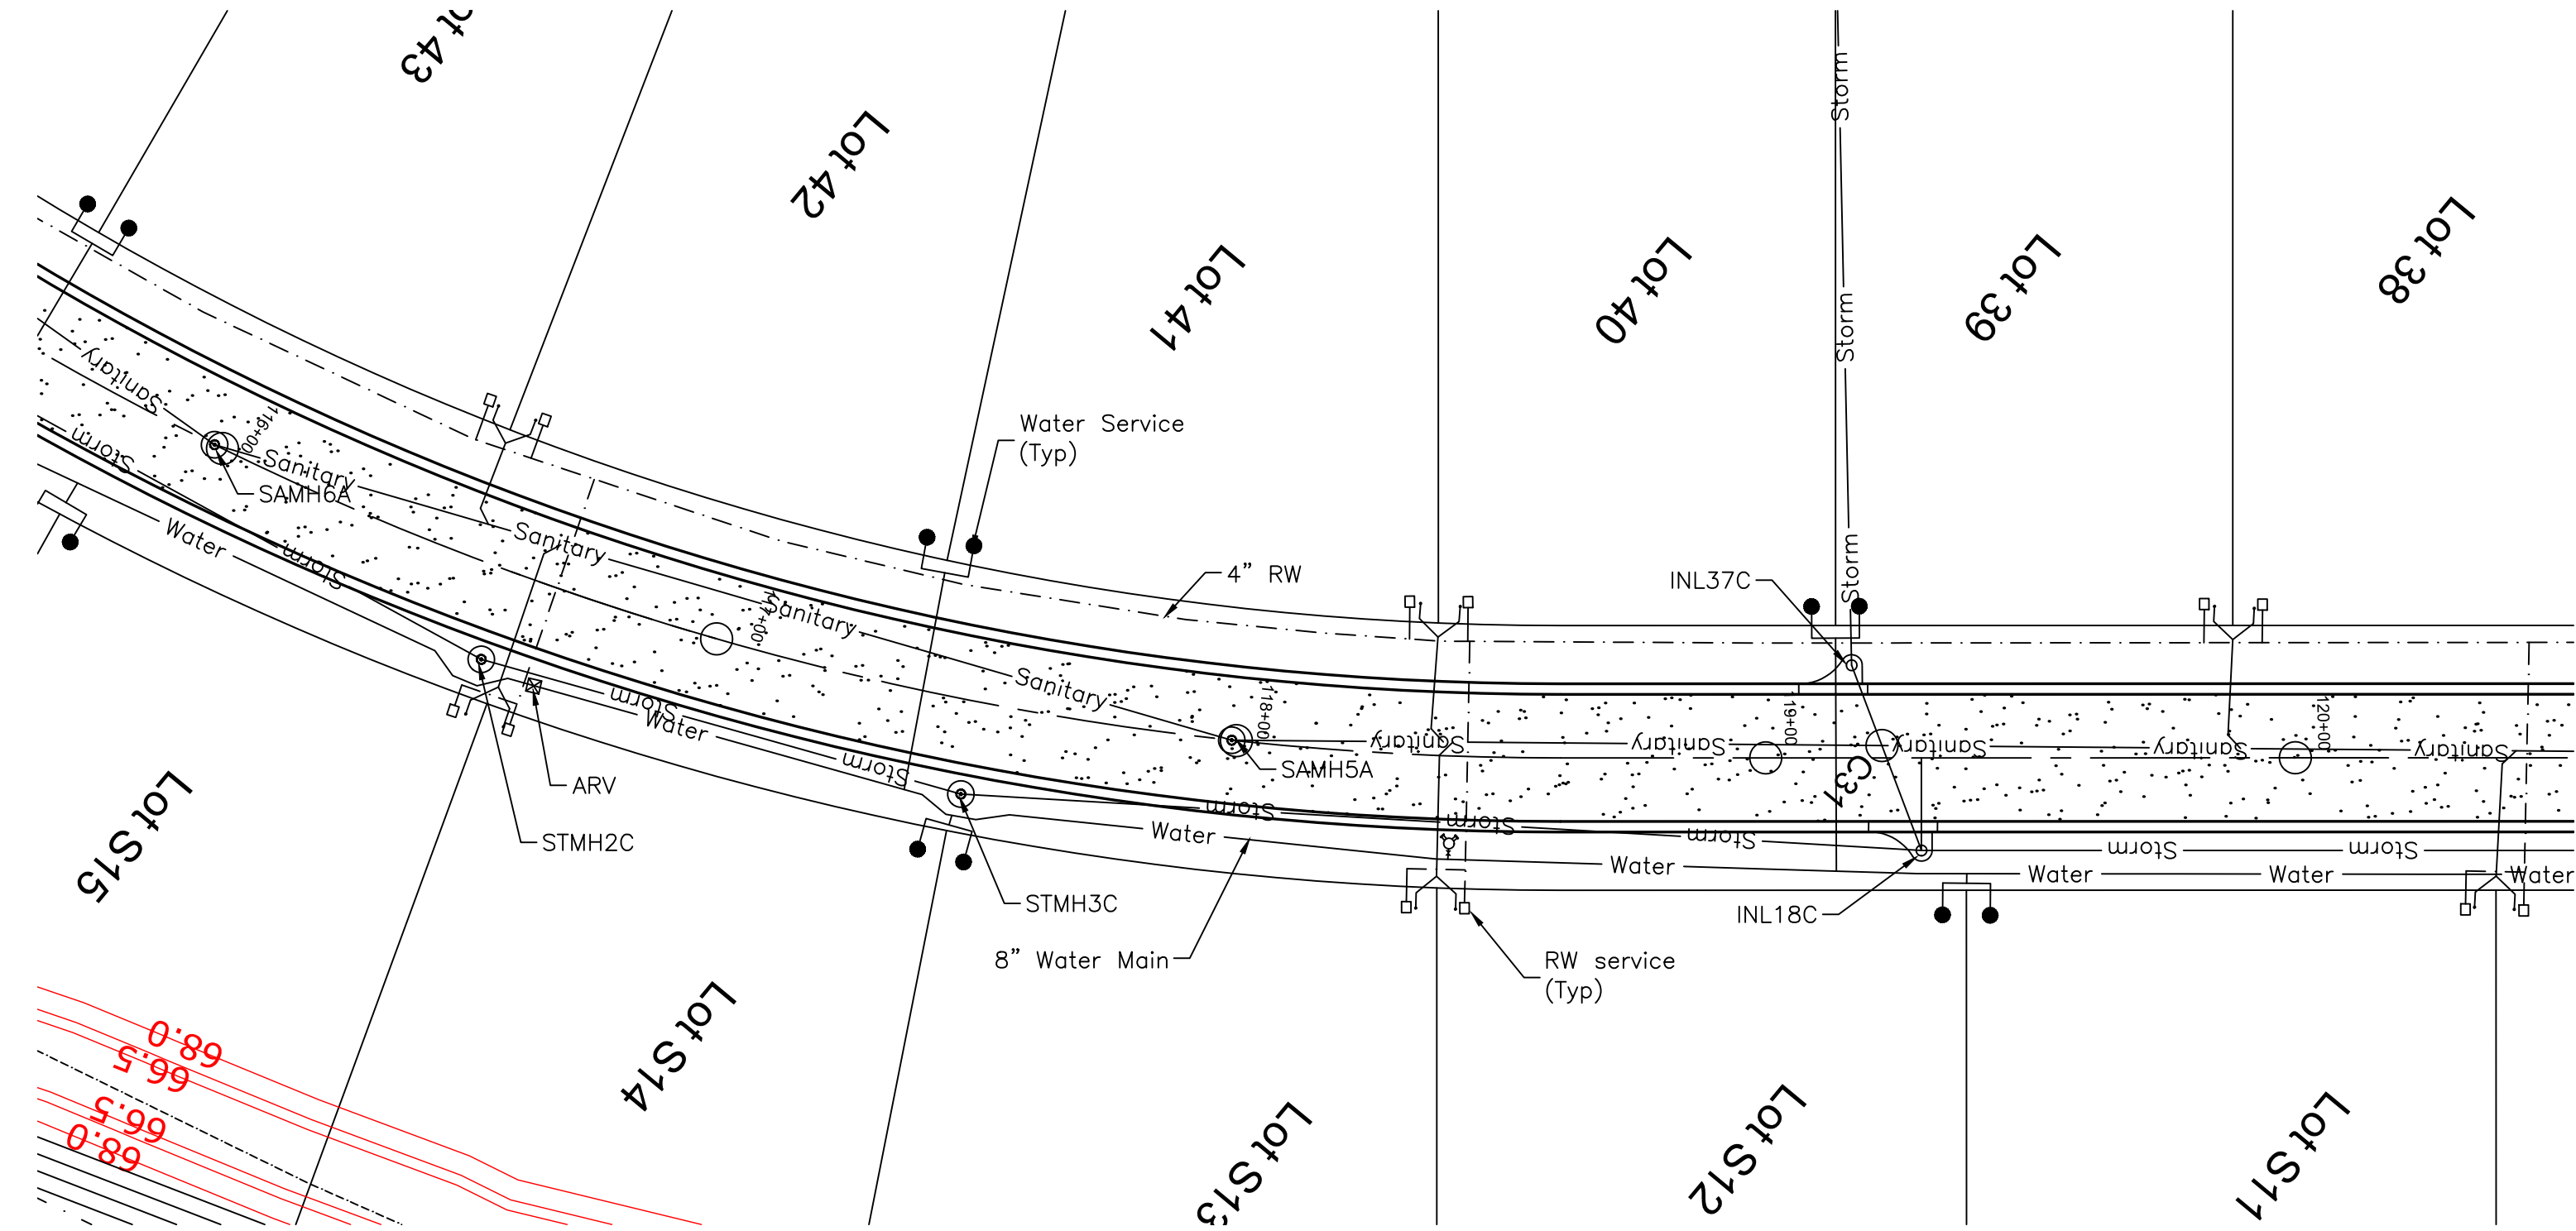 Lot 43
Lot 42
Lot 41
Lot 40
Lot 39
Lot 38
Storm
Storm
Storm
Sanitary
116+00
Sanitary
SAMH6A
Storm
Water
Storm
Sanitary
Water Service
(Typ)
4” RW
INL37C
117+00
Sanitary
Sanitary
118+00
SAMH5A
Sanitary
Sanitary
119+00
Sanitary
C31
Sanitary
120+00
Sanitary
Storm
Water
ARV
STMH2C
Storm
STMH3C
Storm
Water
8” Water Main
Storm
Storm
Water
INL18C
RW service
(Typ)
Storm
Storm
Water
Water
Water
Lot S15
Lot S14
Lot S13
Lot S12
Lot S11
68.0
66.5
66.5
68.0